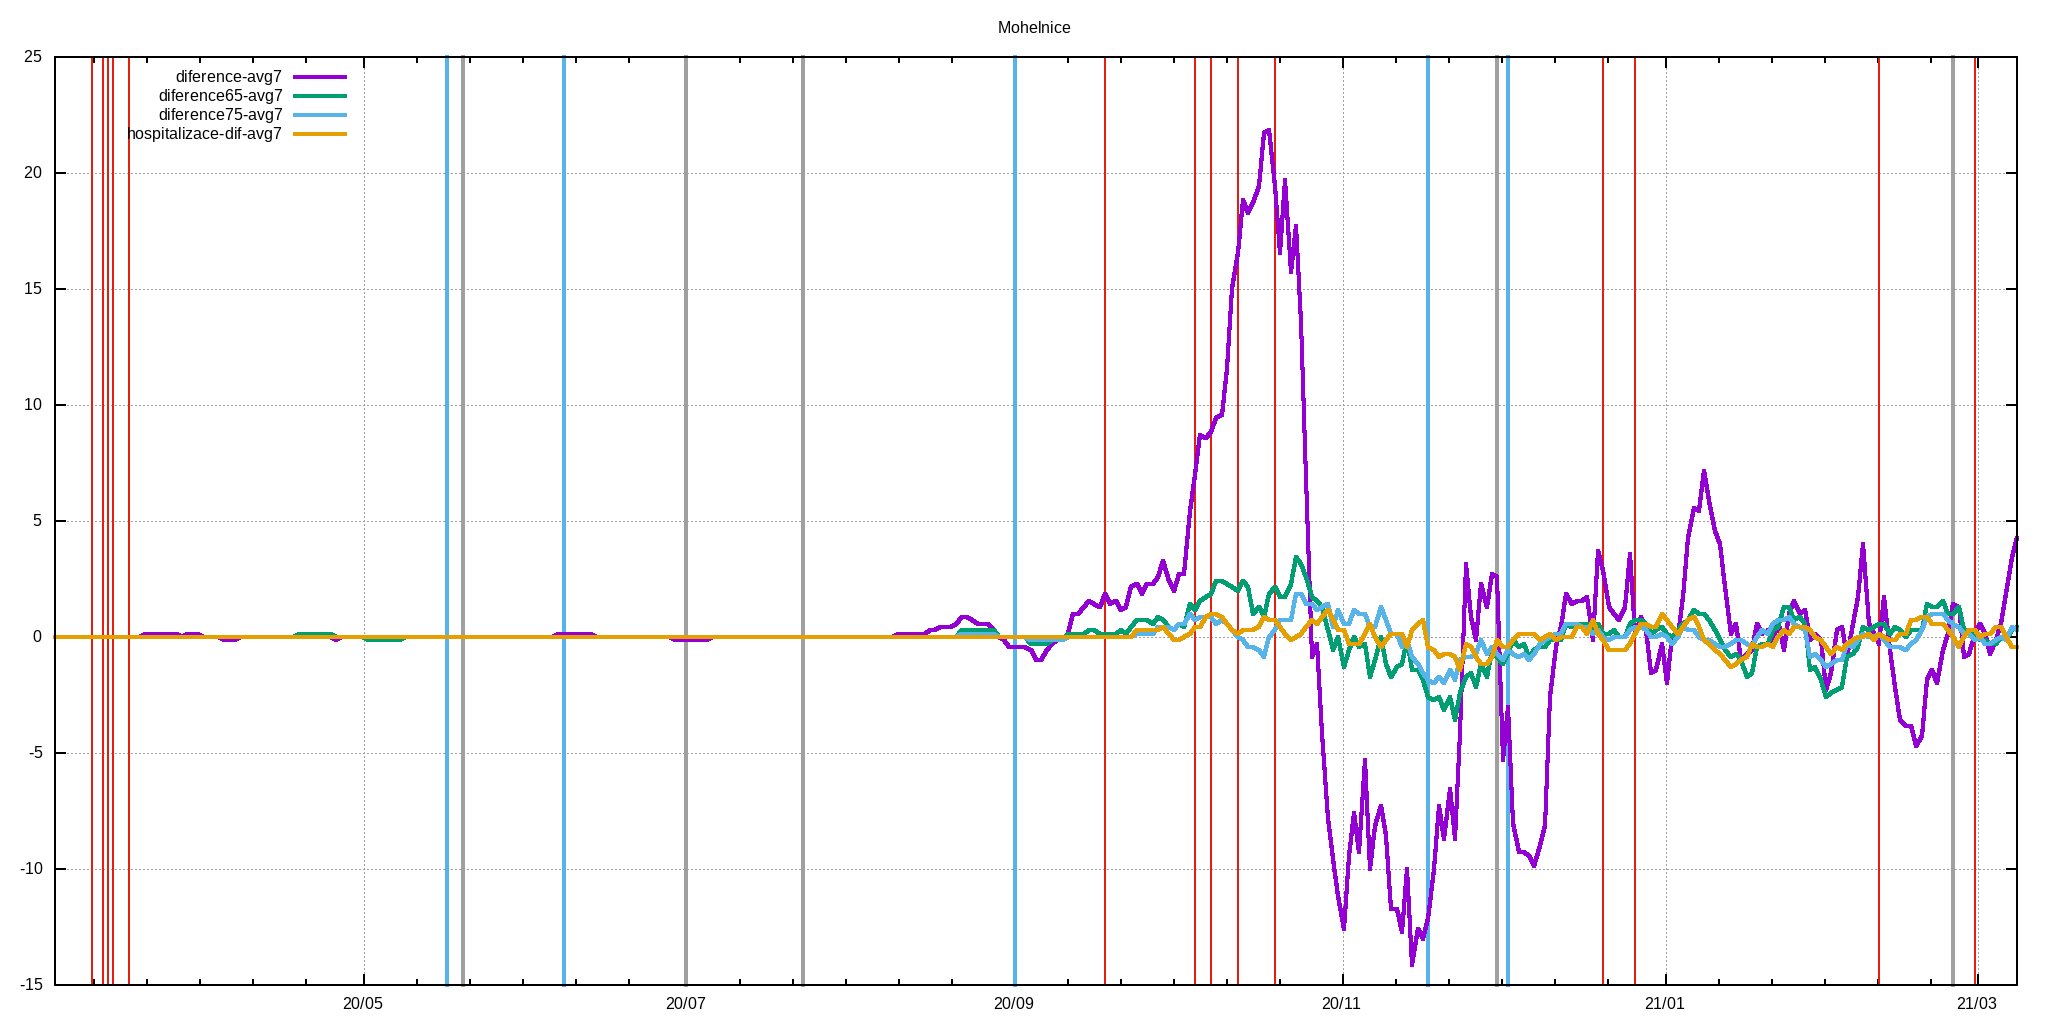 Mohelnice
25
diference-avg7
diference65-avg7
diference75-avg7
hospitalizace-dif-avg7
20
15
10
5
0
-5
-10
-15
20/05 20/07 20/09 20/11 21/01 21/03